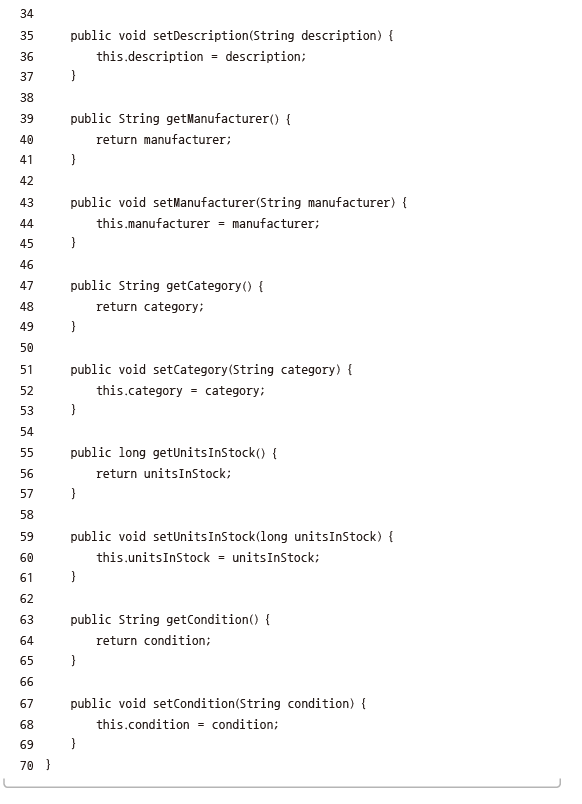 34
35 public void setDescription(String description) {
36 this.description = description;
37 }
38
39 public String getManufacturer() {
40 return manufacturer;
41 }
42
43 public void setManufacturer(String manufacturer) {
44 this.manufacturer = manufacturer;
45 }
46
47 public String getCategory() {
48 return category;
49 }
50
51 public void setCategory(String category) {
52 this.category = category;
53 }
54
55 public long getUnitsInStock() {
56 return unitsInStock;
57 }
58
59 public void setUnitsInStock(long unitsInStock) {
60 this.unitsInStock = unitsInStock;
61 }
62
63 public String getCondition() {
64 return condition;
65 }
66
67 public void setCondition(String condition) {
68 this.condition = condition;
69 }
70 }